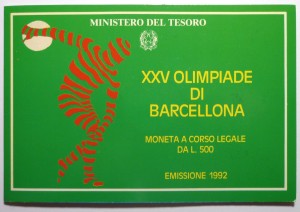 MINISTERO DEL TESORO
XXV OLIMPIADE
DI
BARCELLONA
MONETA A CORSO LEGALE
DA L. 500
EMISSIONE 1992